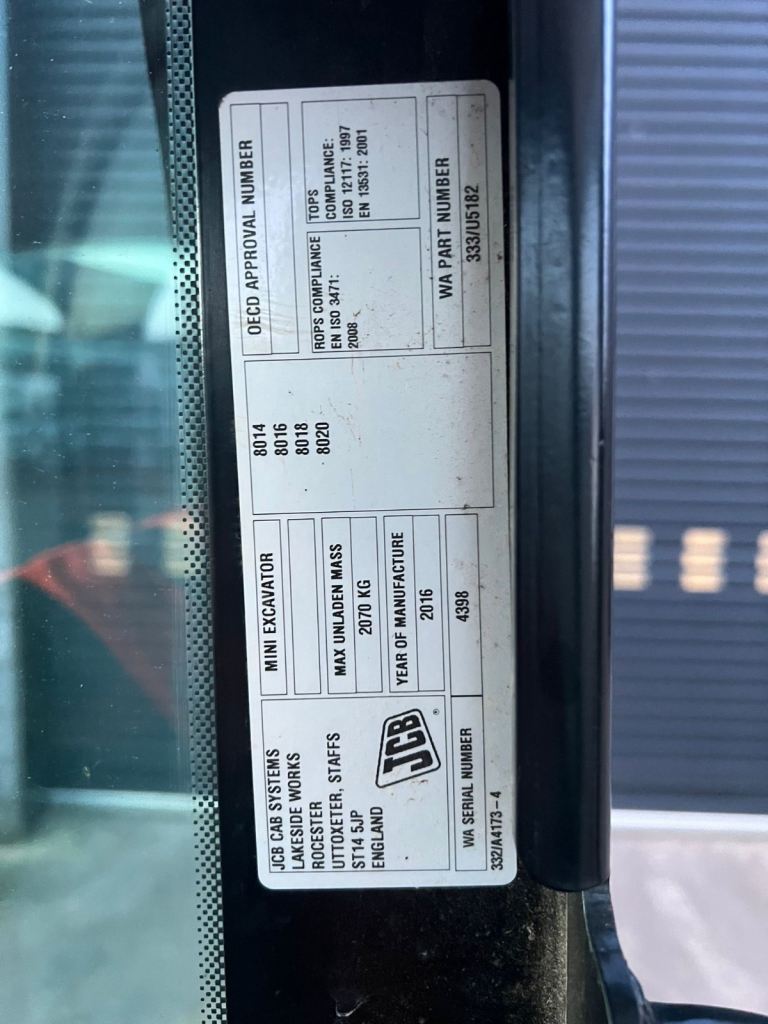 JCB CAB SYSTEMS
LAKESIDE WORKS
ROCESTER
UTTOXETER, STAFFS
ST14 5JP
ENGLAND
JCB ®
WA SERIAL NUMBER
4398
332/A4173-4
MINI EXCAVATOR
MAX UNLADEN MASS
2070 KG
YEAR OF MANUFACTURE
2016
8014
8016
8018
8020
OECD APPROVAL NUMBER
ROPS COMPLIANCE
EN ISO 3471:
2008
TOPS
COMPLIANCE:
ISO 12117: 1997
EN 13531: 2001
WA PART NUMBER
333/U5182